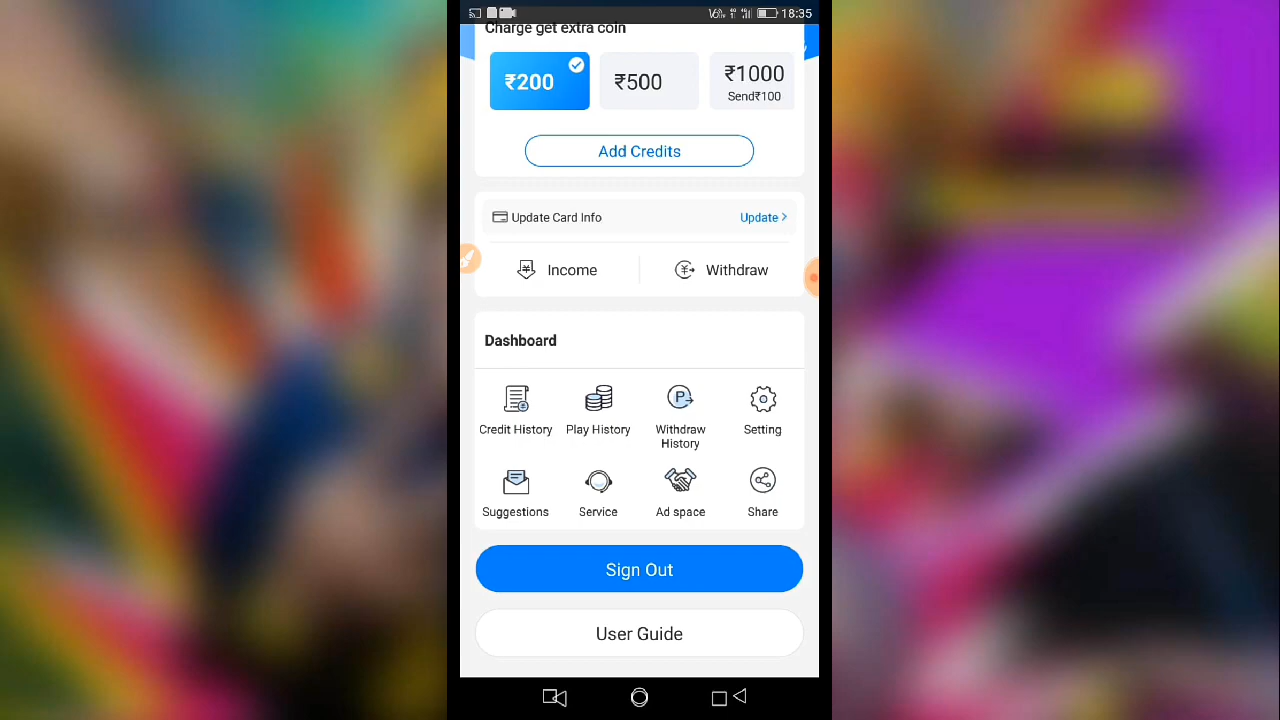 18:35
Charge get extra coin
₹200
₹500
₹1000
Send₹100
Add Credits
Update Card Info
Update
Income
Withdraw
Dashboard
Credit History
Play History
Withdraw
History
Setting
Suggestions
Service
Ad space
Share
Sign Out
User Guide